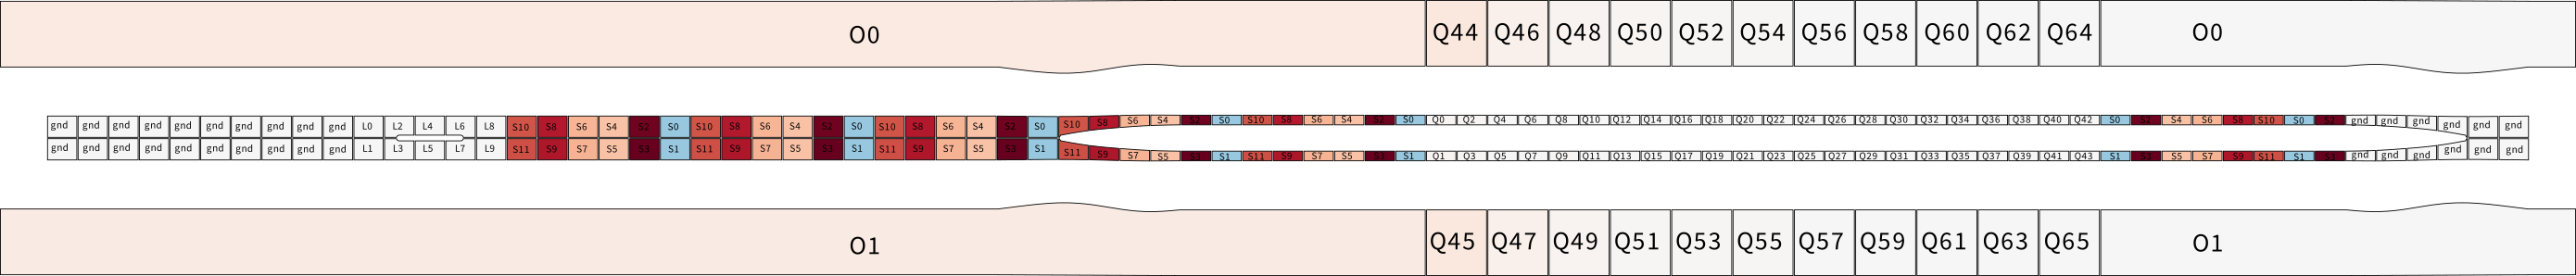 O0 Q44 Q46 Q48 Q50 Q52 Q54 Q56 Q58 Q60 Q62 Q64 O0
gnd gnd gnd gnd gnd gnd gnd gnd gnd gnd L0 L2 L4 L6 L8 S10 S8 S6 S4 S2 S0 S10 S8 S6 S4 S2 S0 S10 S8 S6 S4 S2 S0 S10 S8 S6 S4 S2 S0 S10 S8 S6 S4 S2 S0 Q0 Q2 Q4 Q6 Q8 Q10 Q12 Q14 Q16 Q18 Q20 Q22 Q24 Q26 Q28 Q30 Q32 Q34 Q36 Q38 Q40 Q42 S0 S2 S4 S6 S8 S10 S0 S2 gnd gnd gnd gnd gnd gnd
gnd gnd gnd gnd gnd gnd gnd gnd gnd gnd L1 L3 L5 L7 L9 S11 S9 S7 S5 S3 S1 S11 S9 S7 S5 S3 S1 S11 S9 S7 S5 S3 S1 S11 S9 S7 S5 S3 S1 S11 S9 S7 S5 S3 S1 Q1 Q3 Q5 Q7 Q9 Q11 Q13 Q15 Q17 Q19 Q21 Q23 Q25 Q27 Q29 Q31 Q33 Q35 Q37 Q39 Q41 Q43 S1 S3 S5 S7 S9 S11 S1 S3 gnd gnd gnd gnd gnd gnd
O1 Q45 Q47 Q49 Q51 Q53 Q55 Q57 Q59 Q61 Q63 Q65 O1